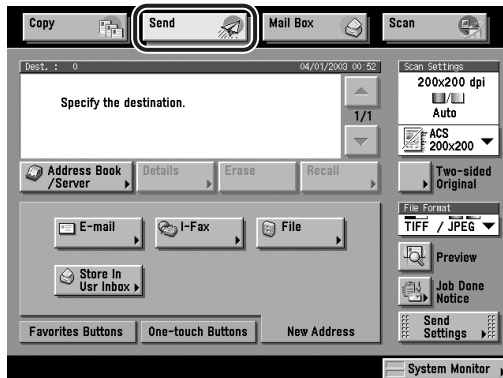 Copy
Send
Mail Box
Scan
Dest. : 0
04/01/2003 00:52
Specify the destination.
1/1
Address Book
/Server
Details
Erase
Recall
E-mail
I-Fax
File
Store In
Usr Inbox
Favorites Buttons
One-touch Buttons
New Address
Scan Settings
200x200 dpi
Auto
ACS
200x200
Two-sided
Original
File Format
TIFF / JPEG
Preview
Job Done
Notice
Send
Settings
System Monitor